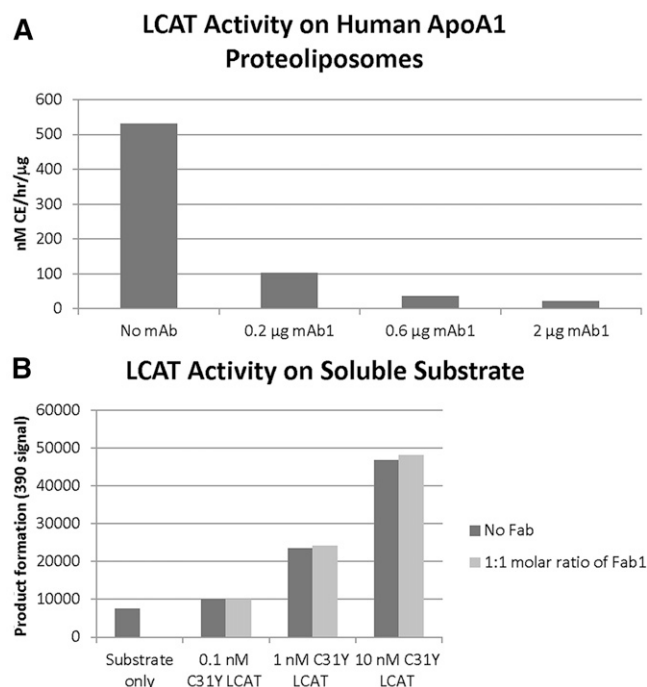 A
LCAT Activity on Human ApoA1
Proteoliposomes
nM CE/hr/µg
600
500
400
300
200
100
0
No mAb
0.2 µg mAb1
0.6 µg mAb1
2 µg mAb1
B
LCAT Activity on Soluble Substrate
Product formation (390 signal)
60000
50000
40000
30000
20000
10000
0
Substrate only
0.1 nM C31Y LCAT
1 nM C31Y LCAT
10 nM C31Y LCAT
No Fab
1:1 molar ratio of Fab1